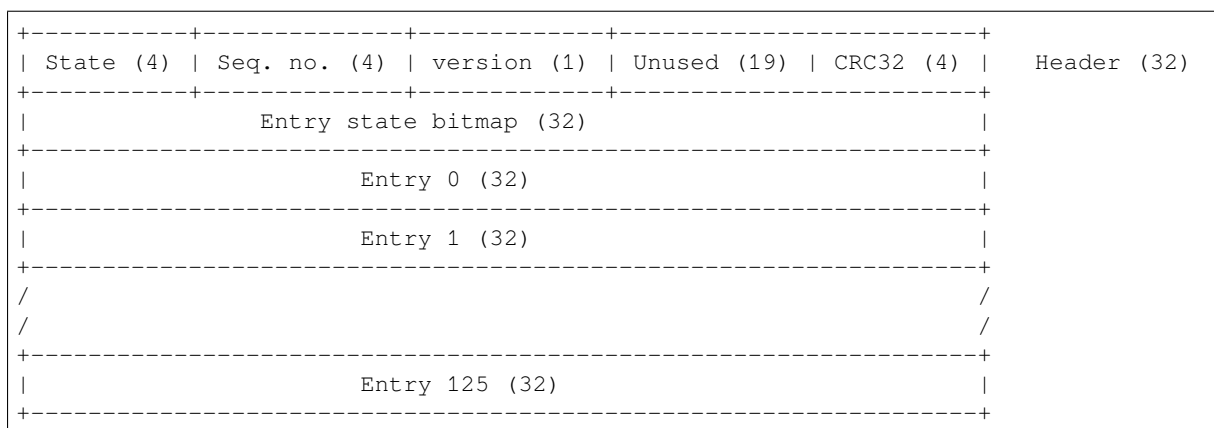 +-----------+--------------+-------------+-------------------------+
| State (4) | Seq. no. (4) | version (1) | Unused (19) | CRC32 (4) |   Header (32)
+-----------+--------------+-------------+-------------------------+
|                Entry state bitmap (32)                           |
+------------------------------------------------------------------+
|                       Entry 0 (32)                               |
+------------------------------------------------------------------+
|                       Entry 1 (32)                               |
+------------------------------------------------------------------+
/                                                                  /
/                                                                  /
+------------------------------------------------------------------+
|                       Entry 125 (32)                             |
+------------------------------------------------------------------+